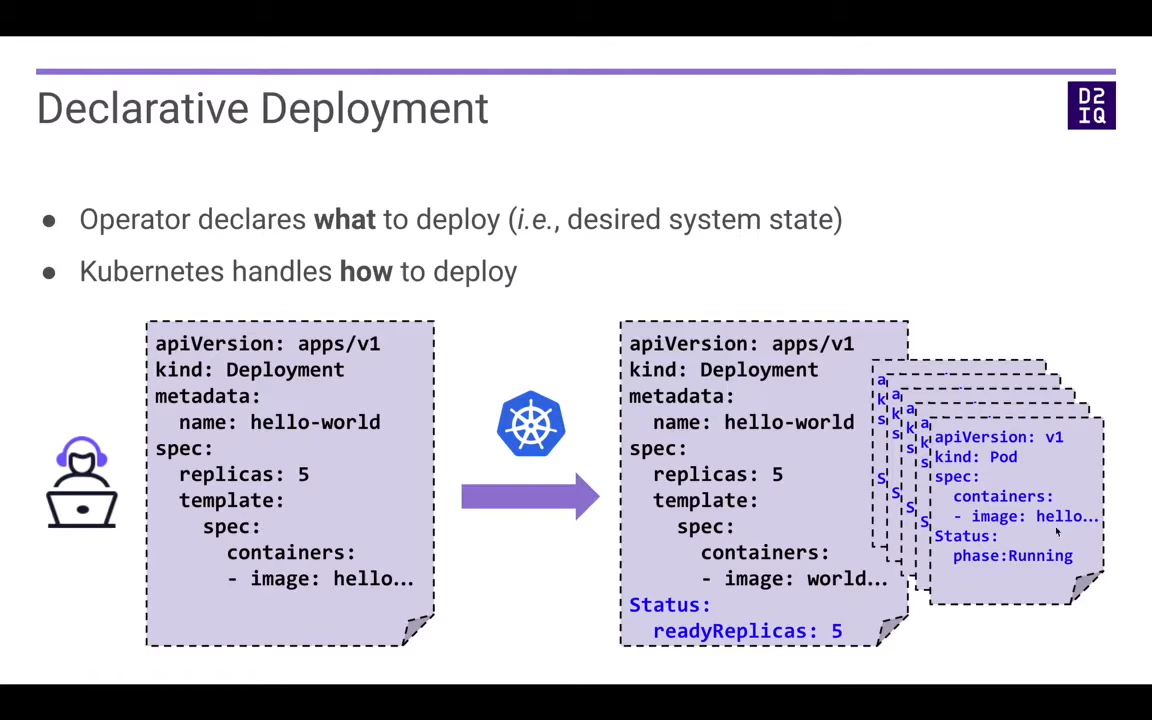 Declarative Deployment
D2
IQ
● Operator declares what to deploy (i.e., desired system state)
● Kubernetes handles how to deploy
apiVersion: apps/v1
kind: Deployment
metadata:
  name: hello-world
spec:
  replicas: 5
  template:
    spec:
      containers:
      - image: hello...
apiVersion: apps/v1
kind: Deployment
metadata:
  name: hello-world
spec:
  replicas: 5
  template:
    spec:
      containers:
      - image: world...
Status:
  readyReplicas: 5
a
k
s
S
a
k
s
S
a
k
s
S
a
k
s
S
apiVersion: v1
kind: Pod
spec:
  containers:
  - image: hello...
Status:
  phase:Running